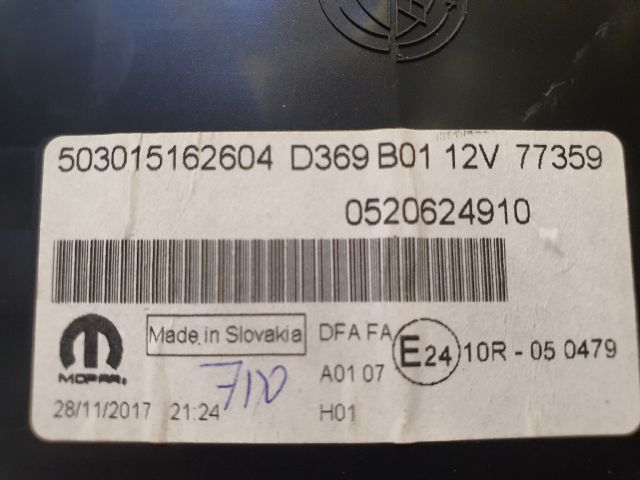 503015162604 D369 B01 12V 77359
0520624910
Made in Slovakia DFA FA E24 10R - 05 0479
MOPAR. A01 07
28/11/2017 21:24 H01